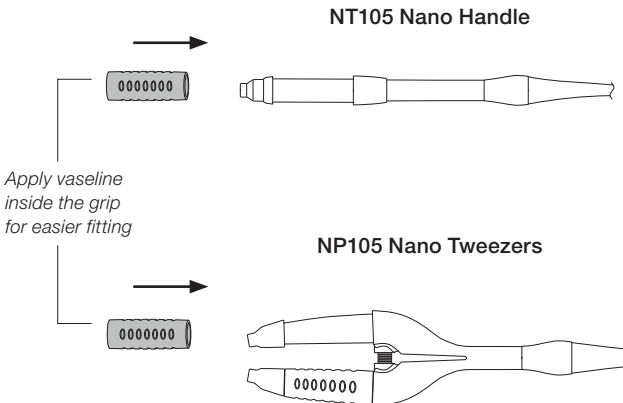 NT105 Nano Handle
Apply vaseline
inside the grip
for easier fitting
NP105 Nano Tweezers